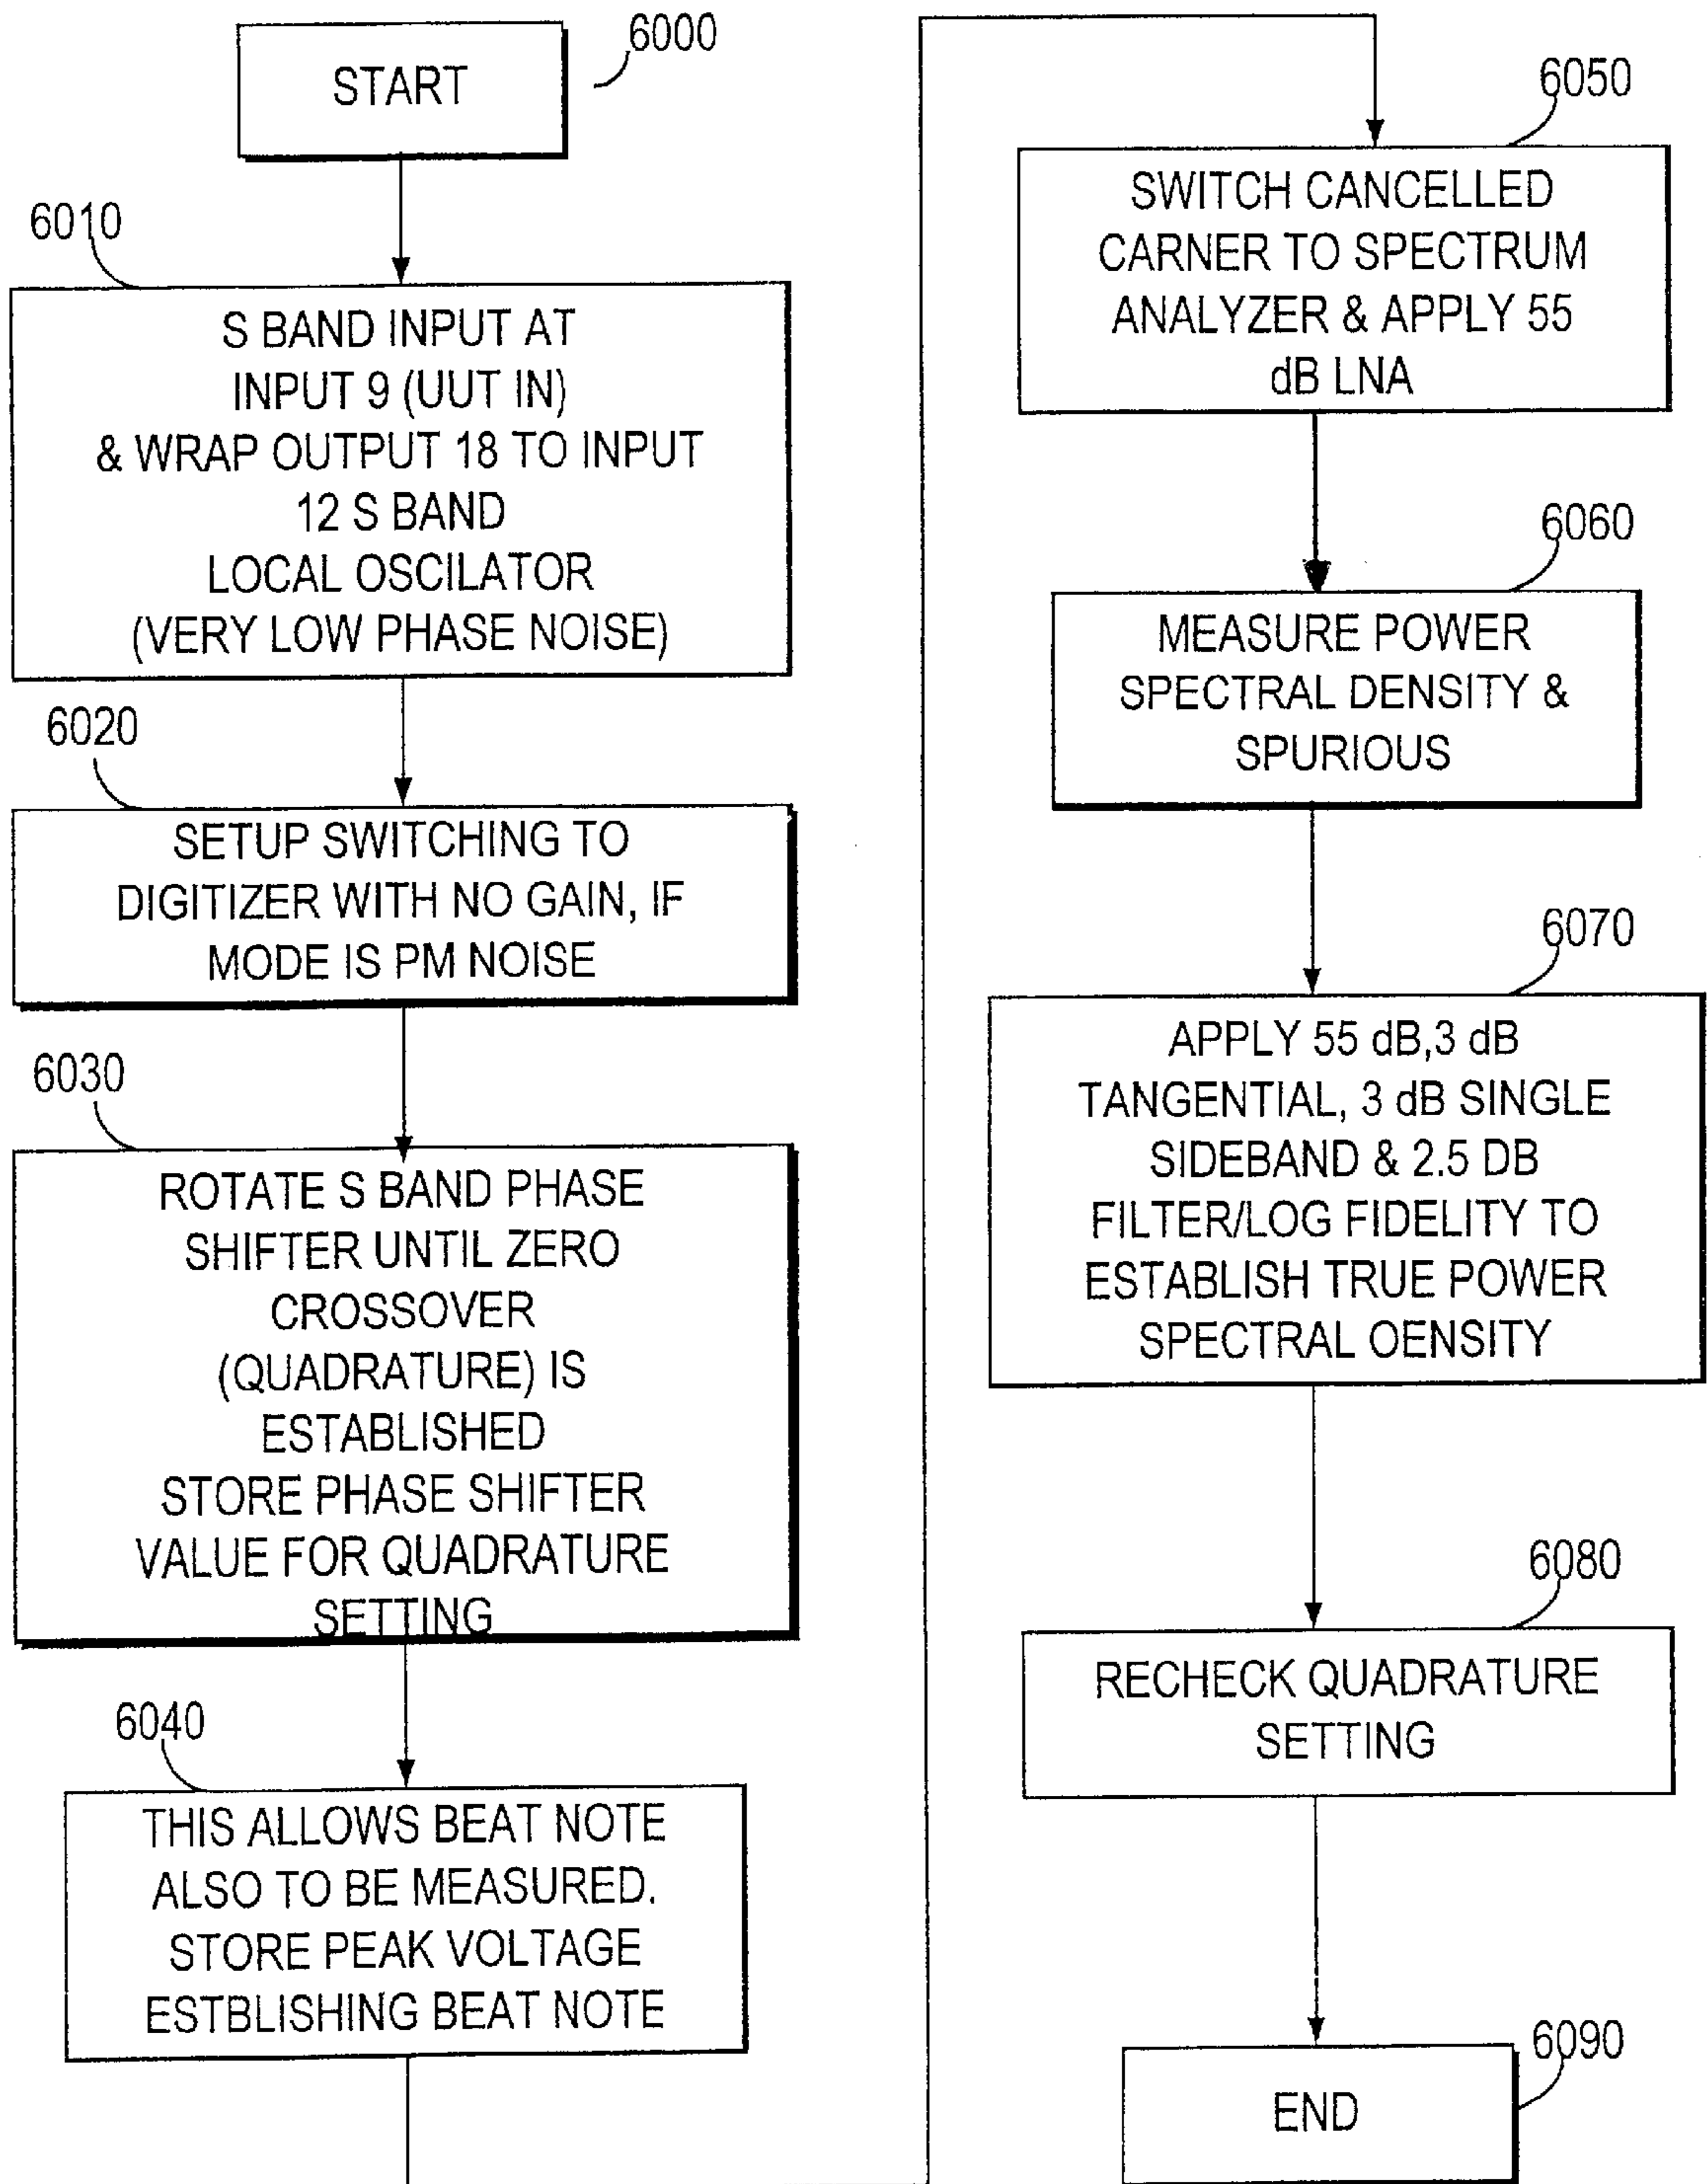 START
6000
6010
S BAND INPUT AT
INPUT 9 (UUT IN)
& WRAP OUTPUT 18 TO INPUT
12 S BAND
LOCAL OSCILATOR
(VERY LOW PHASE NOISE)
6020
SETUP SWITCHING TO
DIGITIZER WITH NO GAIN, IF
MODE IS PM NOISE
6030
ROTATE S BAND PHASE
SHIFTER UNTIL ZERO
CROSSOVER
(QUADRATURE) IS
ESTABLISHED
STORE PHASE SHIFTER
VALUE FOR QUADRATURE
SETTING
6040
THIS ALLOWS BEAT NOTE
ALSO TO BE MEASURED.
STORE PEAK VOLTAGE
ESTBLISHING BEAT NOTE
6050
SWITCH CANCELLED
CARNER TO SPECTRUM
ANALYZER & APPLY 55
dB LNA
6060
MEASURE POWER
SPECTRAL DENSITY &
SPURIOUS
6070
APPLY 55 dB,3 dB
TANGENTIAL, 3 dB SINGLE
SIDEBAND & 2.5 DB
FILTER/LOG FIDELITY TO
ESTABLISH TRUE POWER
SPECTRAL OENSITY
6080
RECHECK QUADRATURE
SETTING
6090
END